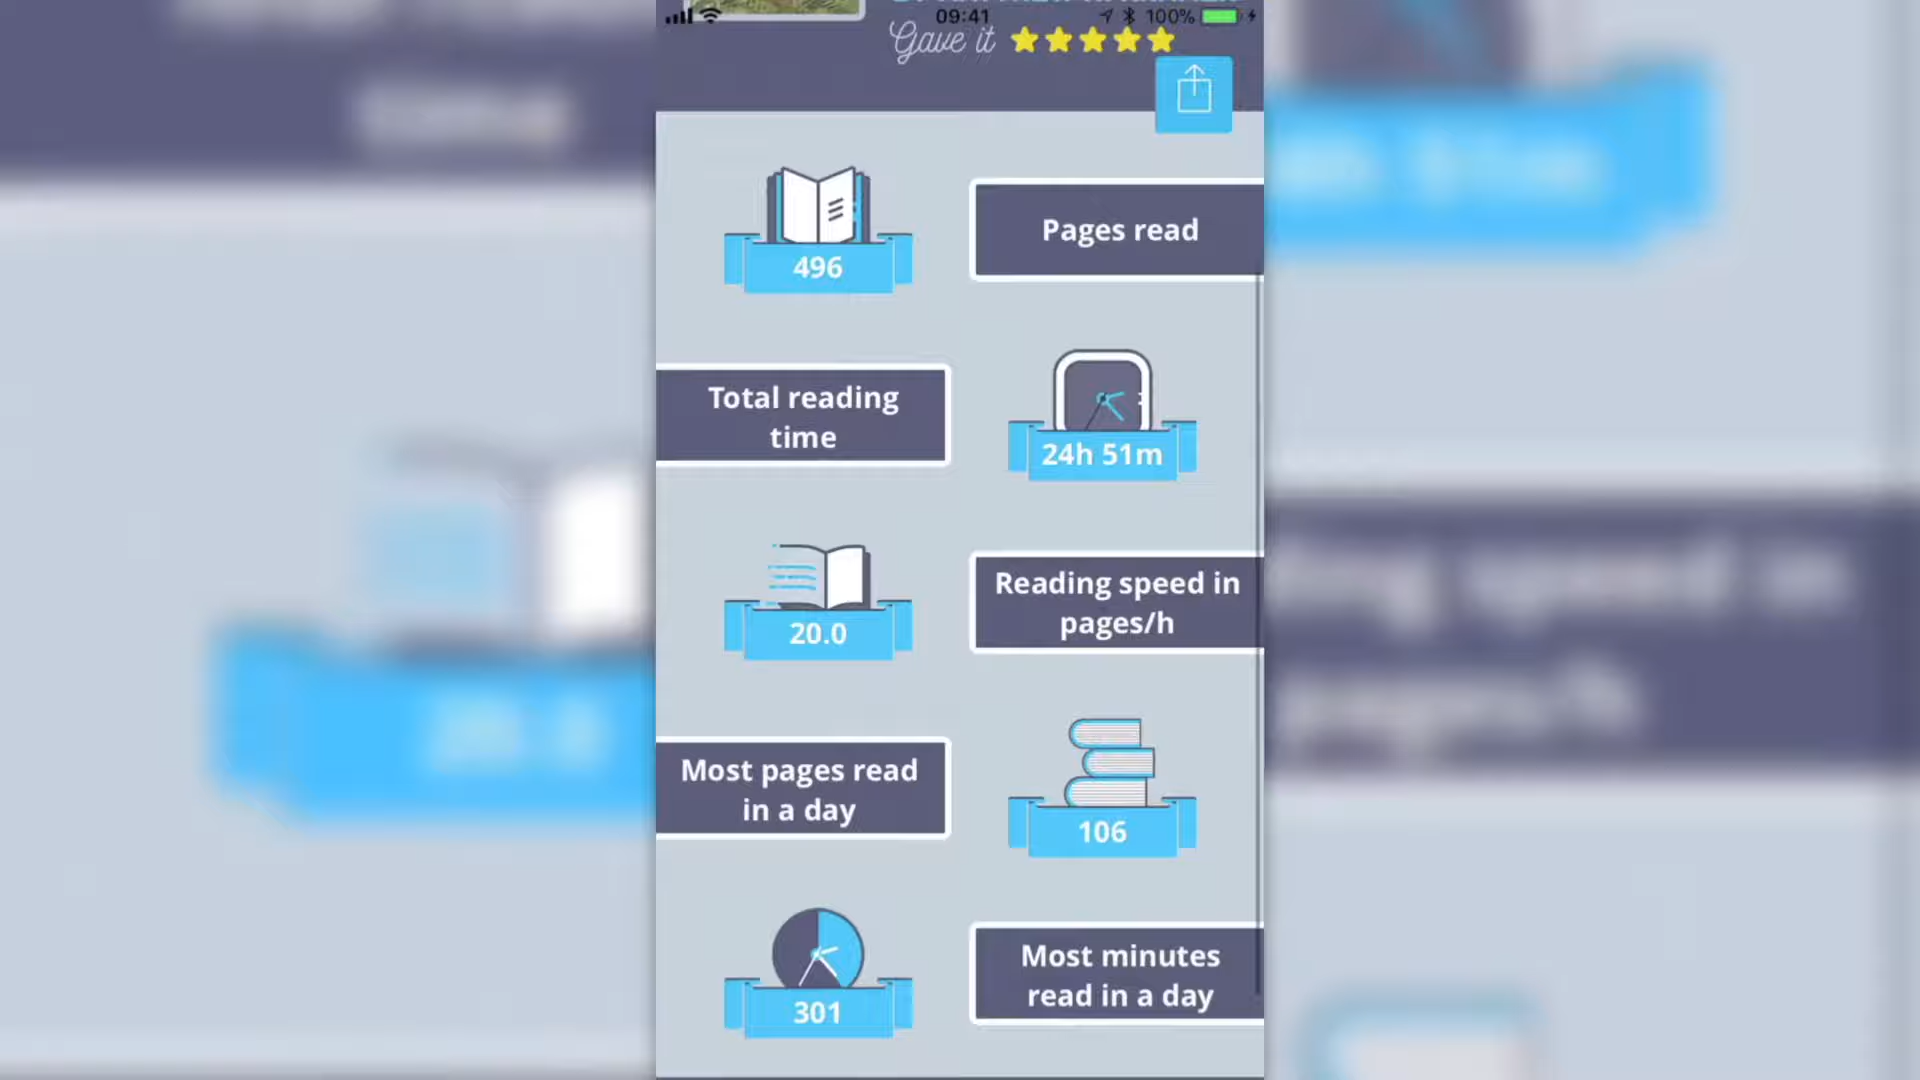 09:41
100%
Gave it
496
Pages read
Total reading
time
24h 51m
20.0
Reading speed in
pages/h
Most pages read
in a day
106
301
Most minutes
read in a day